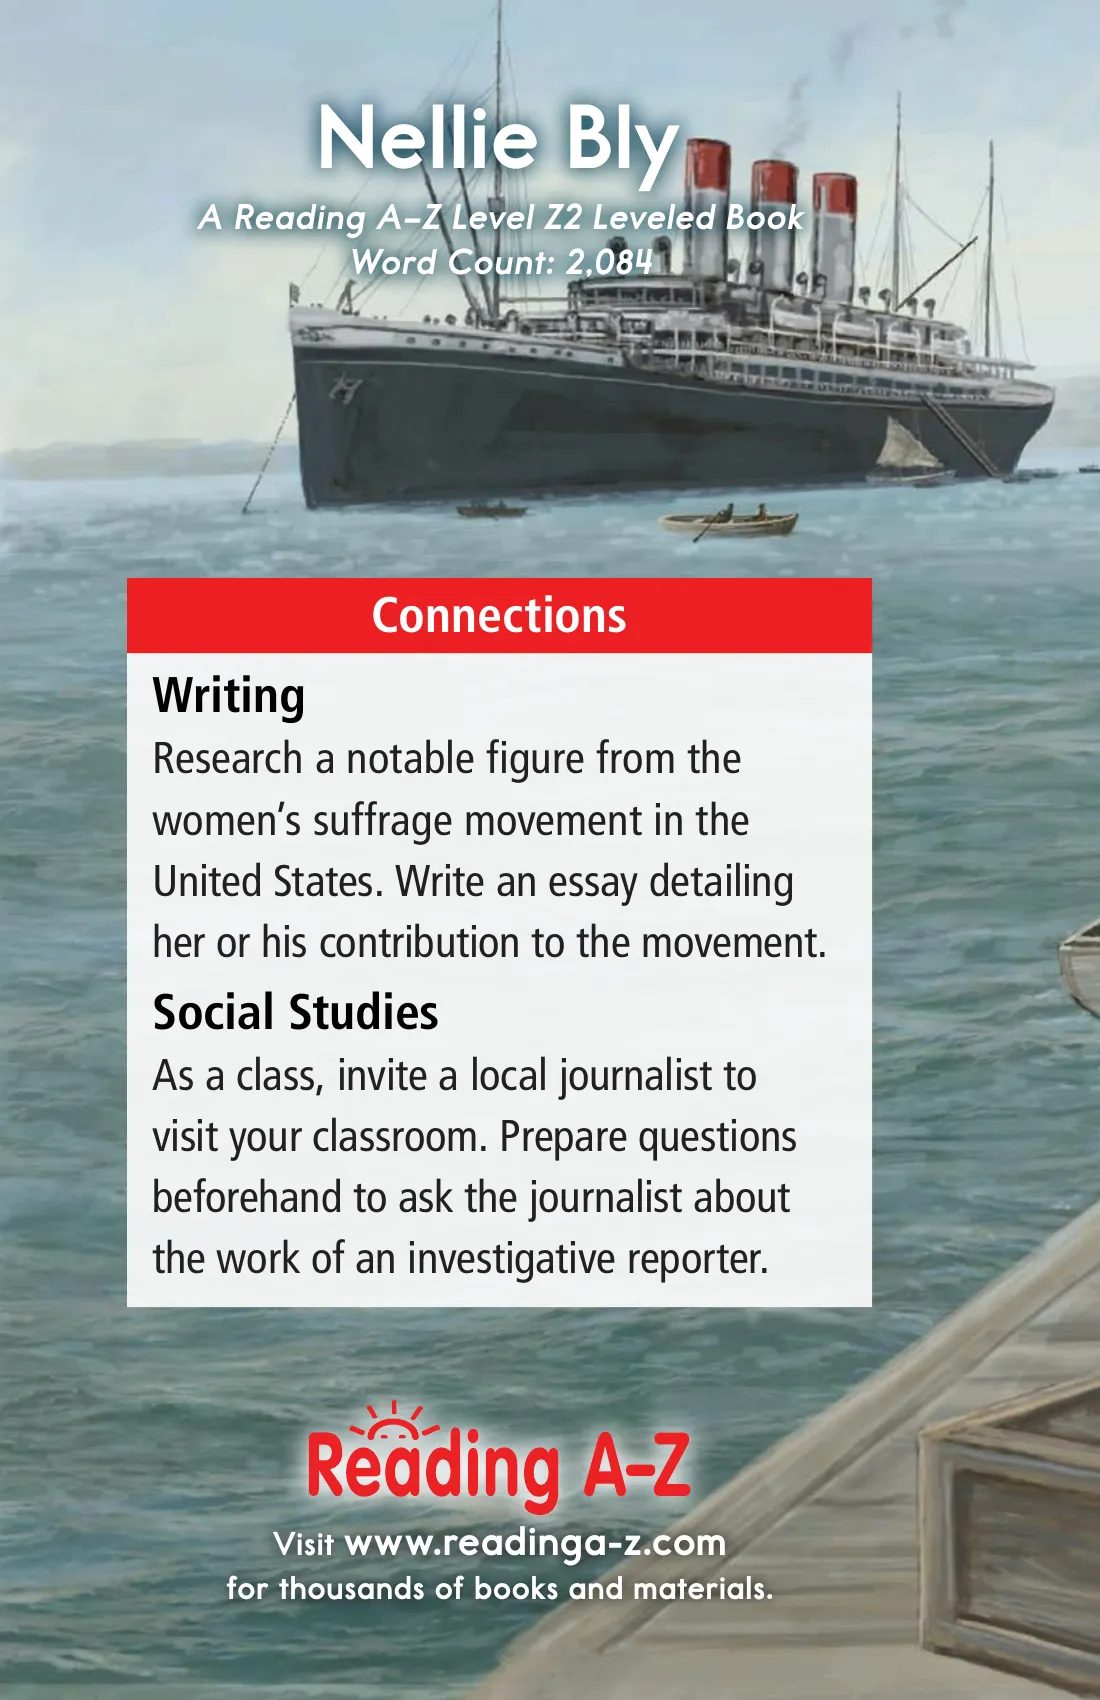 Nellie Bly
A Reading A–Z Level Z2 Leveled Book
Word Count: 2,084
Connections
Writing
Research a notable figure from the
women’s suffrage movement in the
United States. Write an essay detailing
her or his contribution to the movement.
Social Studies
As a class, invite a local journalist to
visit your classroom. Prepare questions
beforehand to ask the journalist about
the work of an investigative reporter.
Reading A–Z
Visit www.readinga-z.com
for thousands of books and materials.